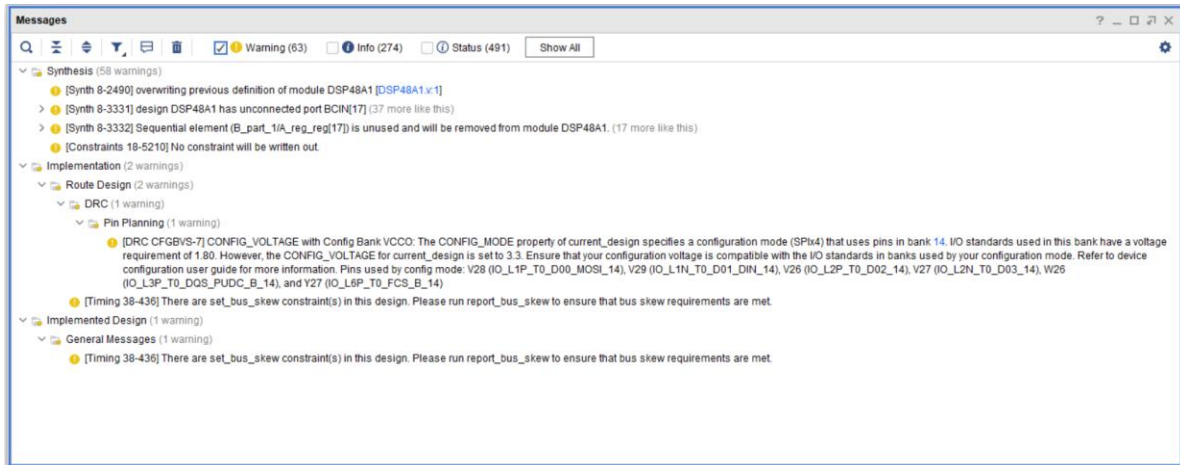 Messages
Warning (63) Info (274) Status (491) Show All
Synthesis (58 warnings)
[Synth 8-2490] overwriting previous definition of module DSP48A1 [DSP48A1.v:1]
[Synth 8-3331] design DSP48A1 has unconnected port BCIN[17] (37 more like this)
[Synth 8-3332] Sequential element (B_part_1/A_reg_reg[17]) is unused and will be removed from module DSP48A1. (17 more like this)
[Constraints 18-5210] No constraint will be written out.
Implementation (2 warnings)
Route Design (2 warnings)
DRC (1 warning)
Pin Planning (1 warning)
[DRC CFGBVS-7] CONFIG_VOLTAGE with Config Bank VCCO: The CONFIG_MODE property of current_design specifies a configuration mode (SPIx4) that uses pins in bank 14. I/O standards used in this bank have a voltage
requirement of 1.80. However, the CONFIG_VOLTAGE for current_design is set to 3.3. Ensure that your configuration voltage is compatible with the I/O standards in banks used by your configuration mode. Refer to device
configuration user guide for more information. Pins used by config mode: V28 (IO_L1P_T0_D00_MOSI_14), V29 (IO_L1N_T0_D01_DIN_14), V26 (IO_L2P_T0_D02_14), V27 (IO_L2N_T0_D03_14), W26
(IO_L3P_T0_DQS_PUDC_B_14), and Y27 (IO_L6P_T0_FCS_B_14)
[Timing 38-436] There are set_bus_skew constraint(s) in this design. Please run report_bus_skew to ensure that bus skew requirements are met.
Implemented Design (1 warning)
General Messages (1 warning)
[Timing 38-436] There are set_bus_skew constraint(s) in this design. Please run report_bus_skew to ensure that bus skew requirements are met.